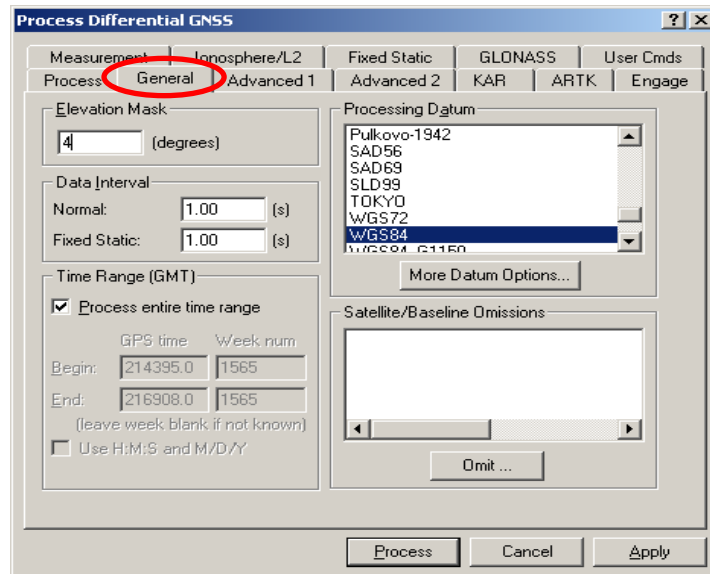 Process Differential GNSS
Measurement Ionosphere/L2 Fixed Static GLONASS User Cmds
Process General Advanced 1 Advanced 2 KAR ARTK Engage
Elevation Mask
4 (degrees)
Data Interval
Normal: 1.00 (s)
Fixed Static: 1.00 (s)
Time Range (GMT)
Process entire time range
GPS time Week num
Begin: 214395.0 1565
End: 216908.0 1565
(leave week blank if not known)
Use H:M:S and M/D/Y
Processing Datum
Pulkovo-1942
SAD56
SAD69
SLD99
TOKYO
WGS72
WGS84
WGS84_G1150
More Datum Options...
Satellite/Baseline Omissions
Omit ...
Process Cancel Apply